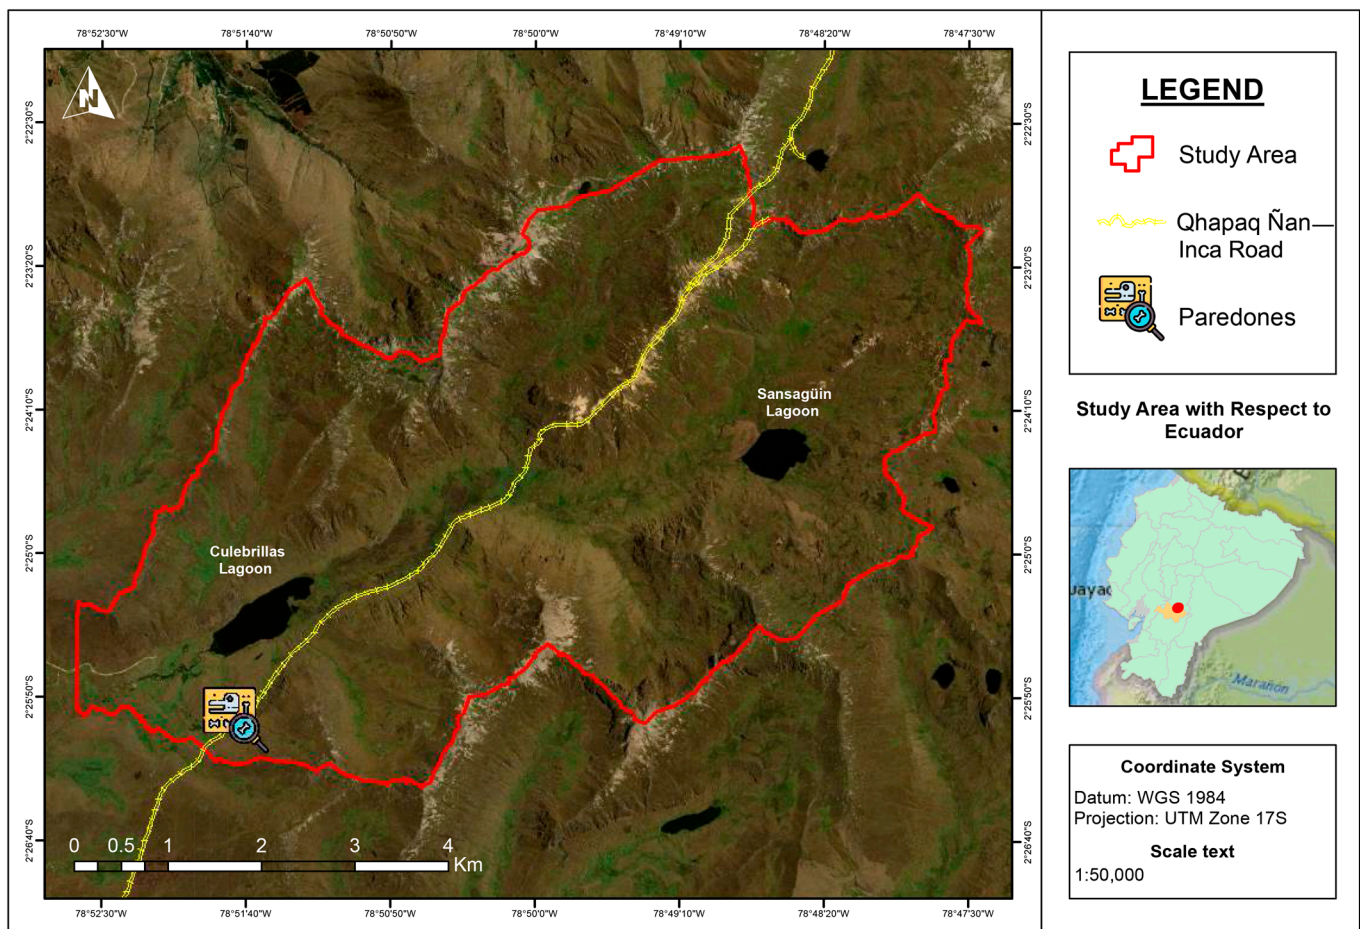 78°52'30"W 78°51'40"W 78°50'50"W 78°50'0"W 78°49'10"W 78°48'20"W 78°47'30"W
N
2°22'30"S 2°22'30"S
2°23'20"S 2°23'20"S
2°24'10"S 2°24'10"S
2°25'0"S 2°25'0"S
2°25'50"S 2°25'50"S
2°26'40"S 2°26'40"S
Sansagüin
Lagoon
Culebrillas
Lagoon
0 0.5 1 2 3 4
Km
78°52'30"W 78°51'40"W 78°50'50"W 78°50'0"W 78°49'10"W 78°48'20"W 78°47'30"W
LEGEND
Study Area
Qhapaq Ñan—
Inca Road
Paredones
Study Area with Respect to
Ecuador
Marañón
Coordinate System
Datum: WGS 1984
Projection: UTM Zone 17S
Scale text
1:50,000